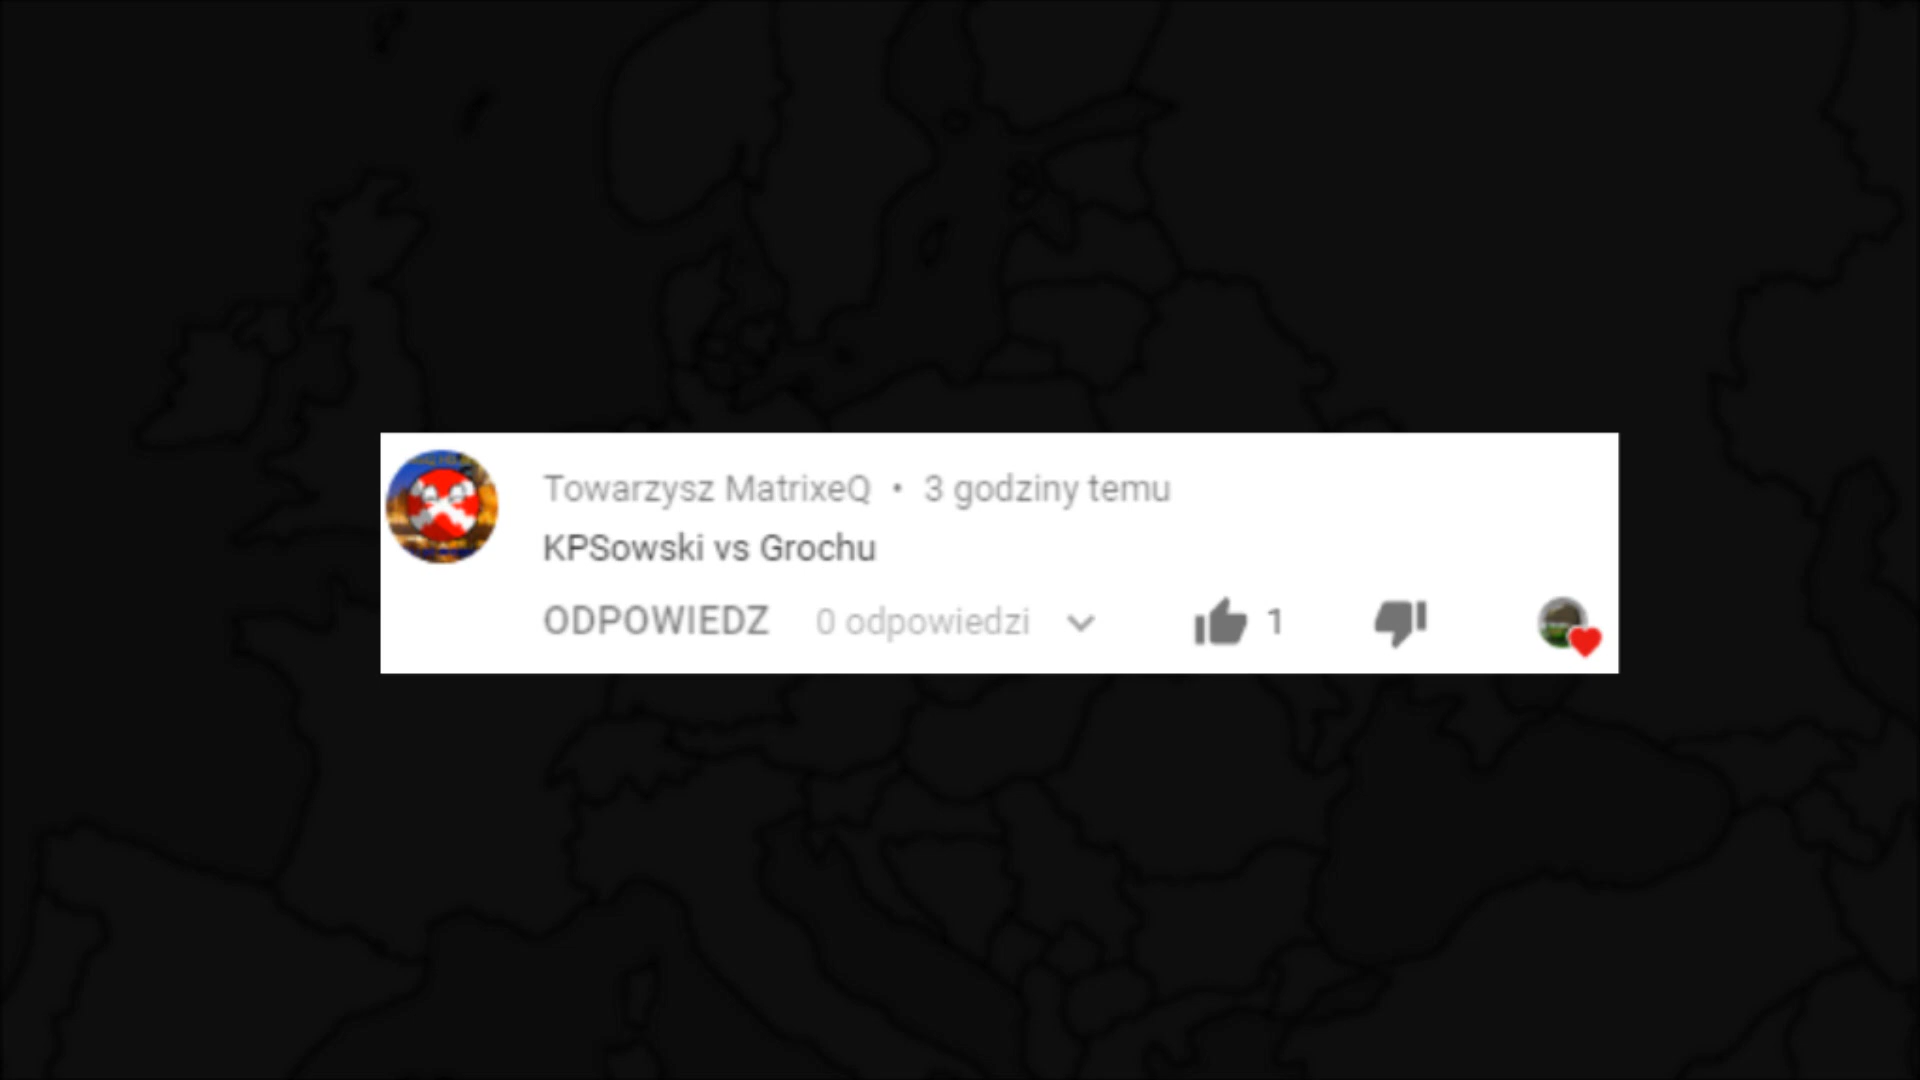 Towarzysz MatrixeQ • 3 godziny temu
KPSowski vs Grochu
ODPOWIEDZ 0 odpowiedzi 1